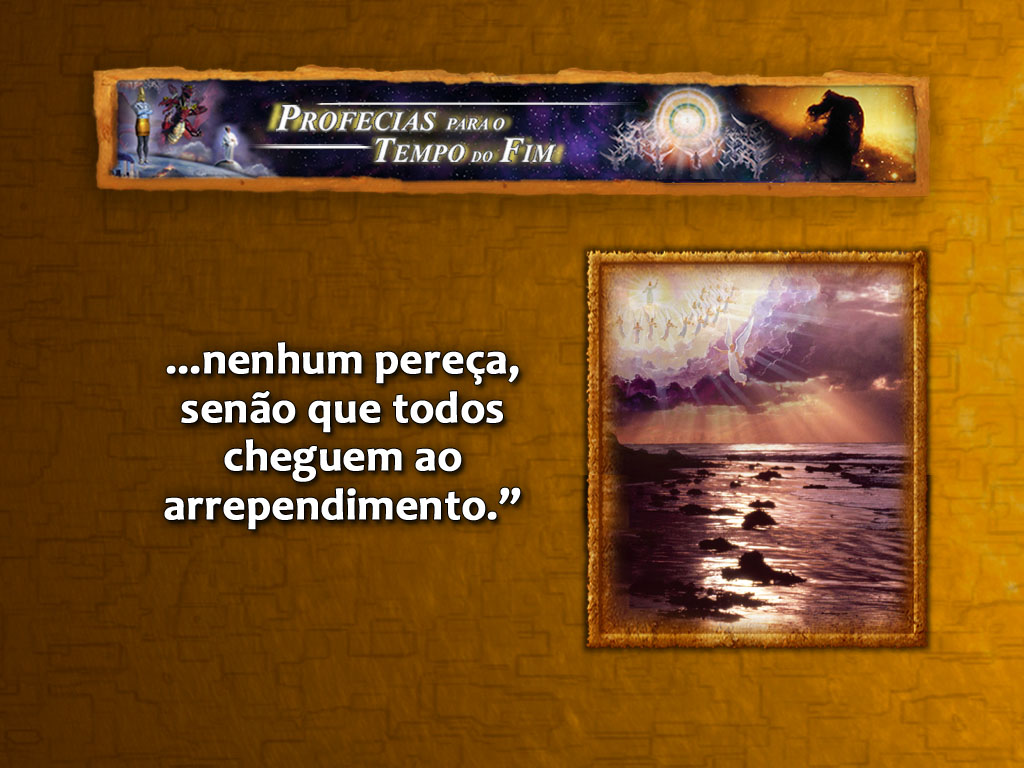 PROFECIAS PARA O
TEMPO DO FIM
...nenhum pereça,
senão que todos
cheguem ao
arrependimento.”